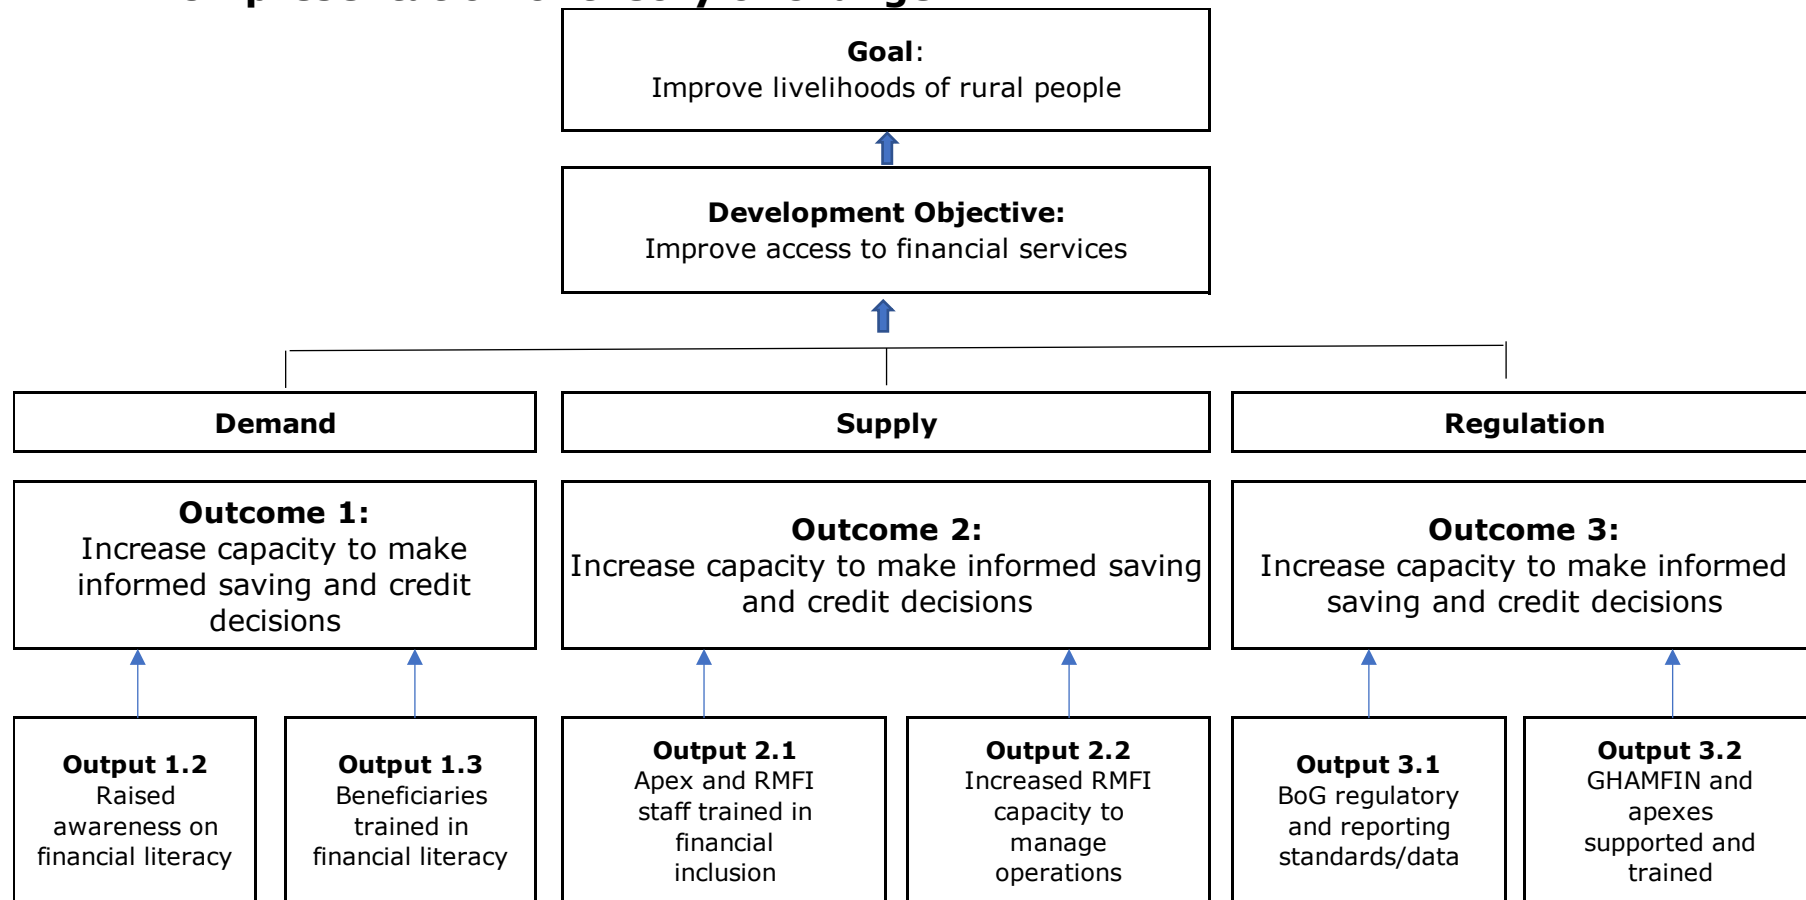 Goal:
Improve livelihoods of rural people
Development Objective:
Improve access to financial services
Demand
Supply
Regulation
Outcome 1:
Increase capacity to make
informed saving and credit
decisions
Outcome 2:
Increase capacity to make informed saving
and credit decisions
Outcome 3:
Increase capacity to make informed
saving and credit decisions
Output 1.2
Raised
awareness on
financial literacy
Output 1.3
Beneficiaries
trained in
financial literacy
Output 2.1
Apex and RMFI
staff trained in
financial
inclusion
Output 2.2
Increased RMFI
capacity to
manage
operations
Output 3.1
BoG regulatory
and reporting
standards/data
Output 3.2
GHAMFIN and
apexes
supported and
trained